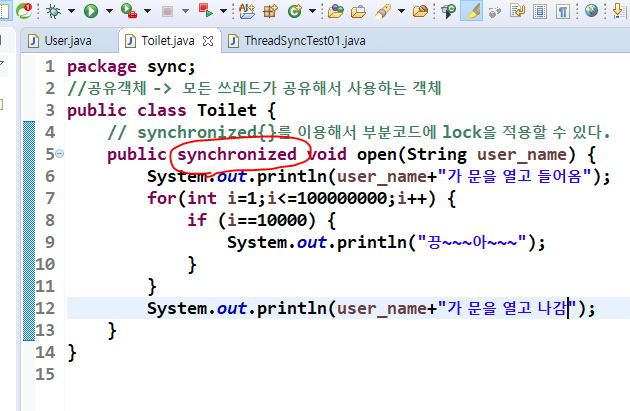 User.java Toilet.java ThreadSyncTest01.java
1 package sync;
2 //공유객체 -> 모든 쓰레드가 공유해서 사용하는 객체
3 public class Toilet {
4 // synchronized{}를 이용해서 부분코드에 lock을 적용할 수 있다.
5 public synchronized void open(String user_name) {
6 System.out.println(user_name+"가 문을 열고 들어옴");
7 for(int i=1;i<=100000000;i++) {
8 if (i==10000) {
9 System.out.println("끙~~~아~~~");
10 }
11 }
12 System.out.println(user_name+"가 문을 열고 나감");
13 }
14 }
15